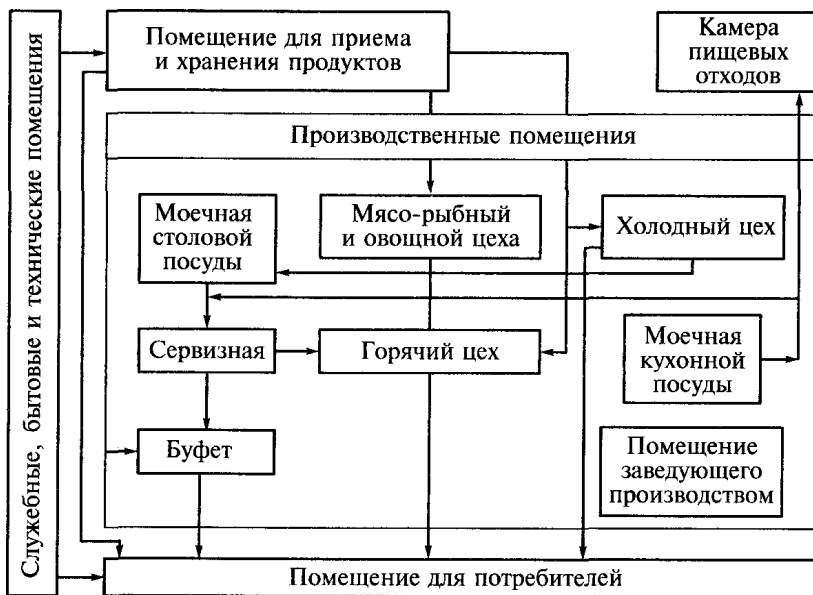 Служебные, бытовые и технические помещения
Помещение для приема
и хранения продуктов
Камера
пищевых
отходов
Производственные помещения
Моечная
столовой
посуды
Мясо-рыбный
и овощной цеха
Холодный цех
Сервизная
Горячий цех
Моечная
кухонной
посуды
Буфет
Помещение
заведующего
производством
Помещение для потребителей